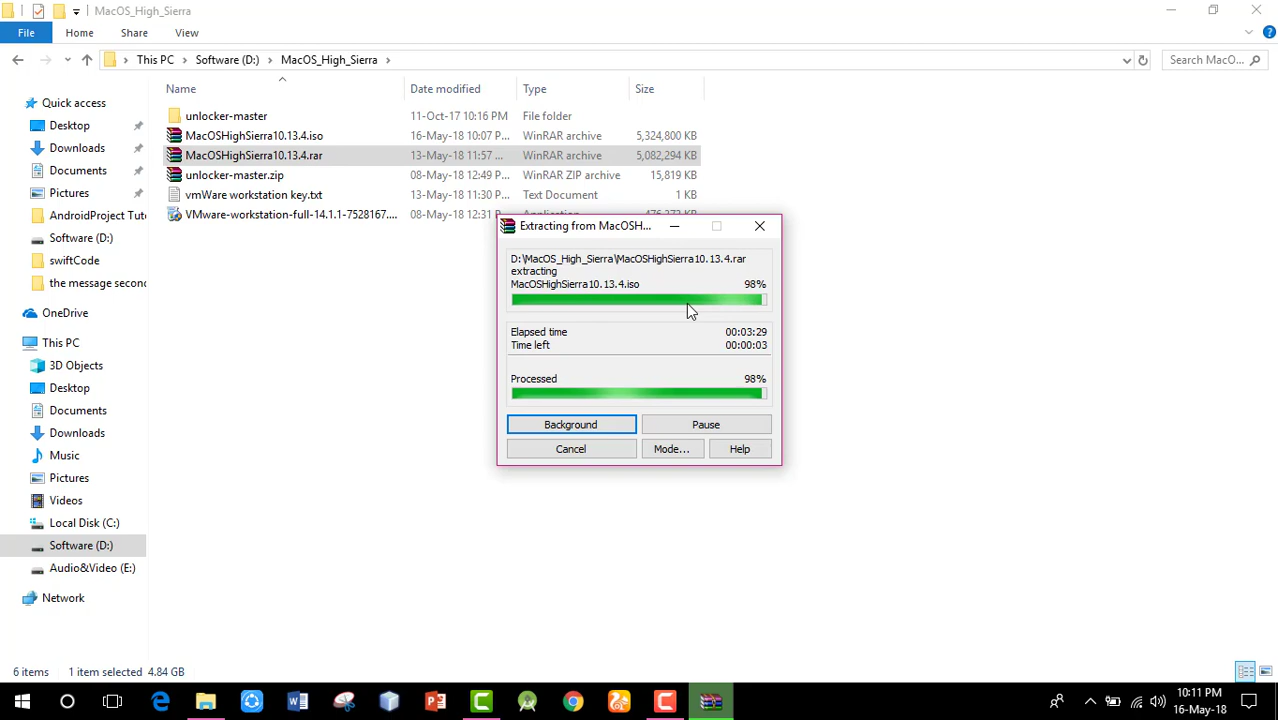 MacOS_High_Sierra
File Home Share View
This PC Software (D:) MacOS_High_Sierra Search MacO...
Name Date modified Type Size
Quick access
Desktop
Downloads
Documents
Pictures
AndroidProject Tuto
Software (D:)
swiftCode
the message second
OneDrive
This PC
3D Objects
Desktop
Documents
Downloads
Music
Pictures
Videos
Local Disk (C:)
Software (D:)
Audio&Video (E:)
Network
unlocker-master 11-Oct-17 10:16 PM File folder
MacOSHighSierra10.13.4.iso 16-May-18 10:07 P... WinRAR archive 5,324,800 KB
MacOSHighSierra10.13.4.rar 13-May-18 11:57 ... WinRAR archive 5,082,294 KB
unlocker-master.zip 08-May-18 12:49 P... WinRAR ZIP archive 15,819 KB
vmWare workstation key.txt 13-May-18 11:30 P... Text Document 1 KB
VMware-workstation-full-14.1.1-7528167.... 08-May-18 12:31 P... Application
Extracting from MacOSH...
D:\MacOS_High_Sierra\MacOSHighSierra10.13.4.rar
extracting
MacOSHighSierra10.13.4.iso 98%
Elapsed time 00:03:29
Time left 00:00:03
Processed 98%
Background Pause
Cancel Mode... Help
6 items 1 item selected 4.84 GB
10:11 PM
16-May-18